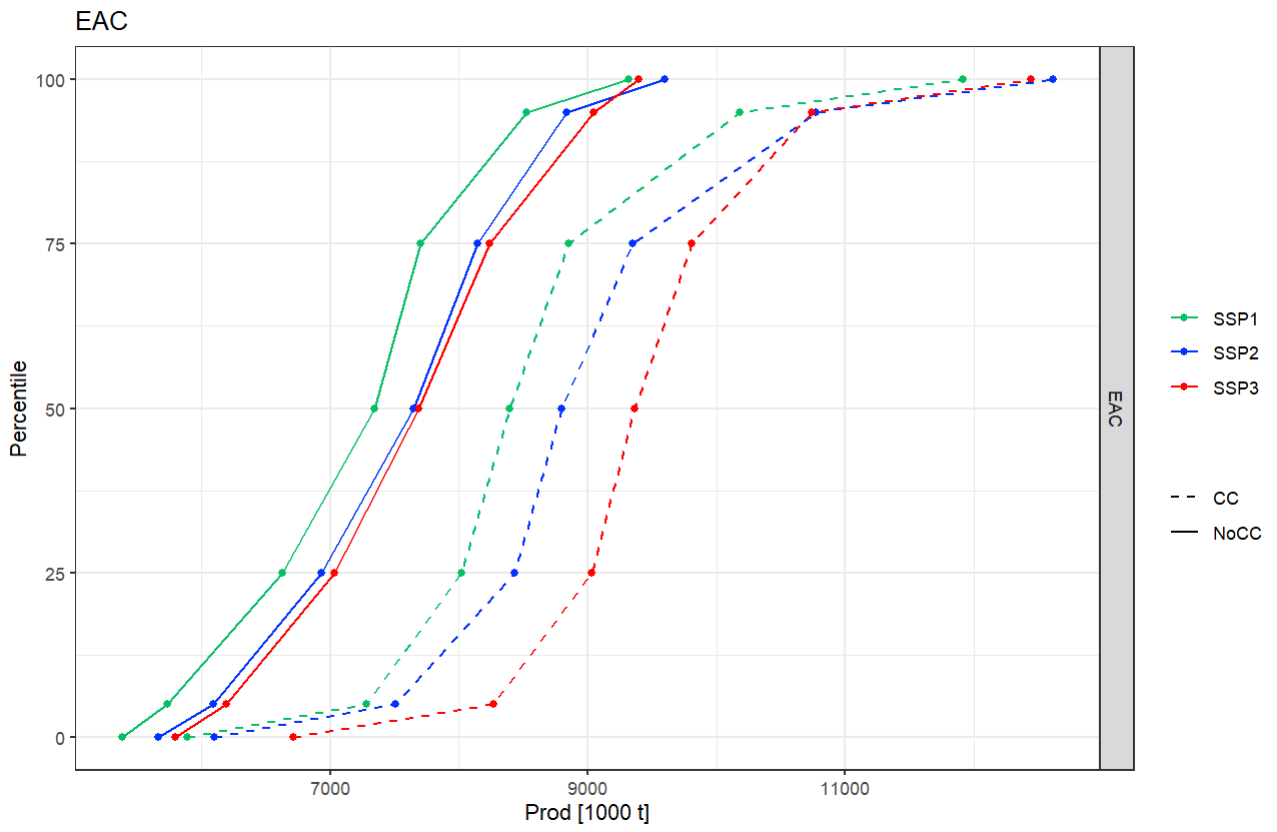 EAC
100
75
50
25
0
Percentile
7000
9000
11000
Prod [1000 t]
EAC
SSP1
SSP2
SSP3
CC
NoCC